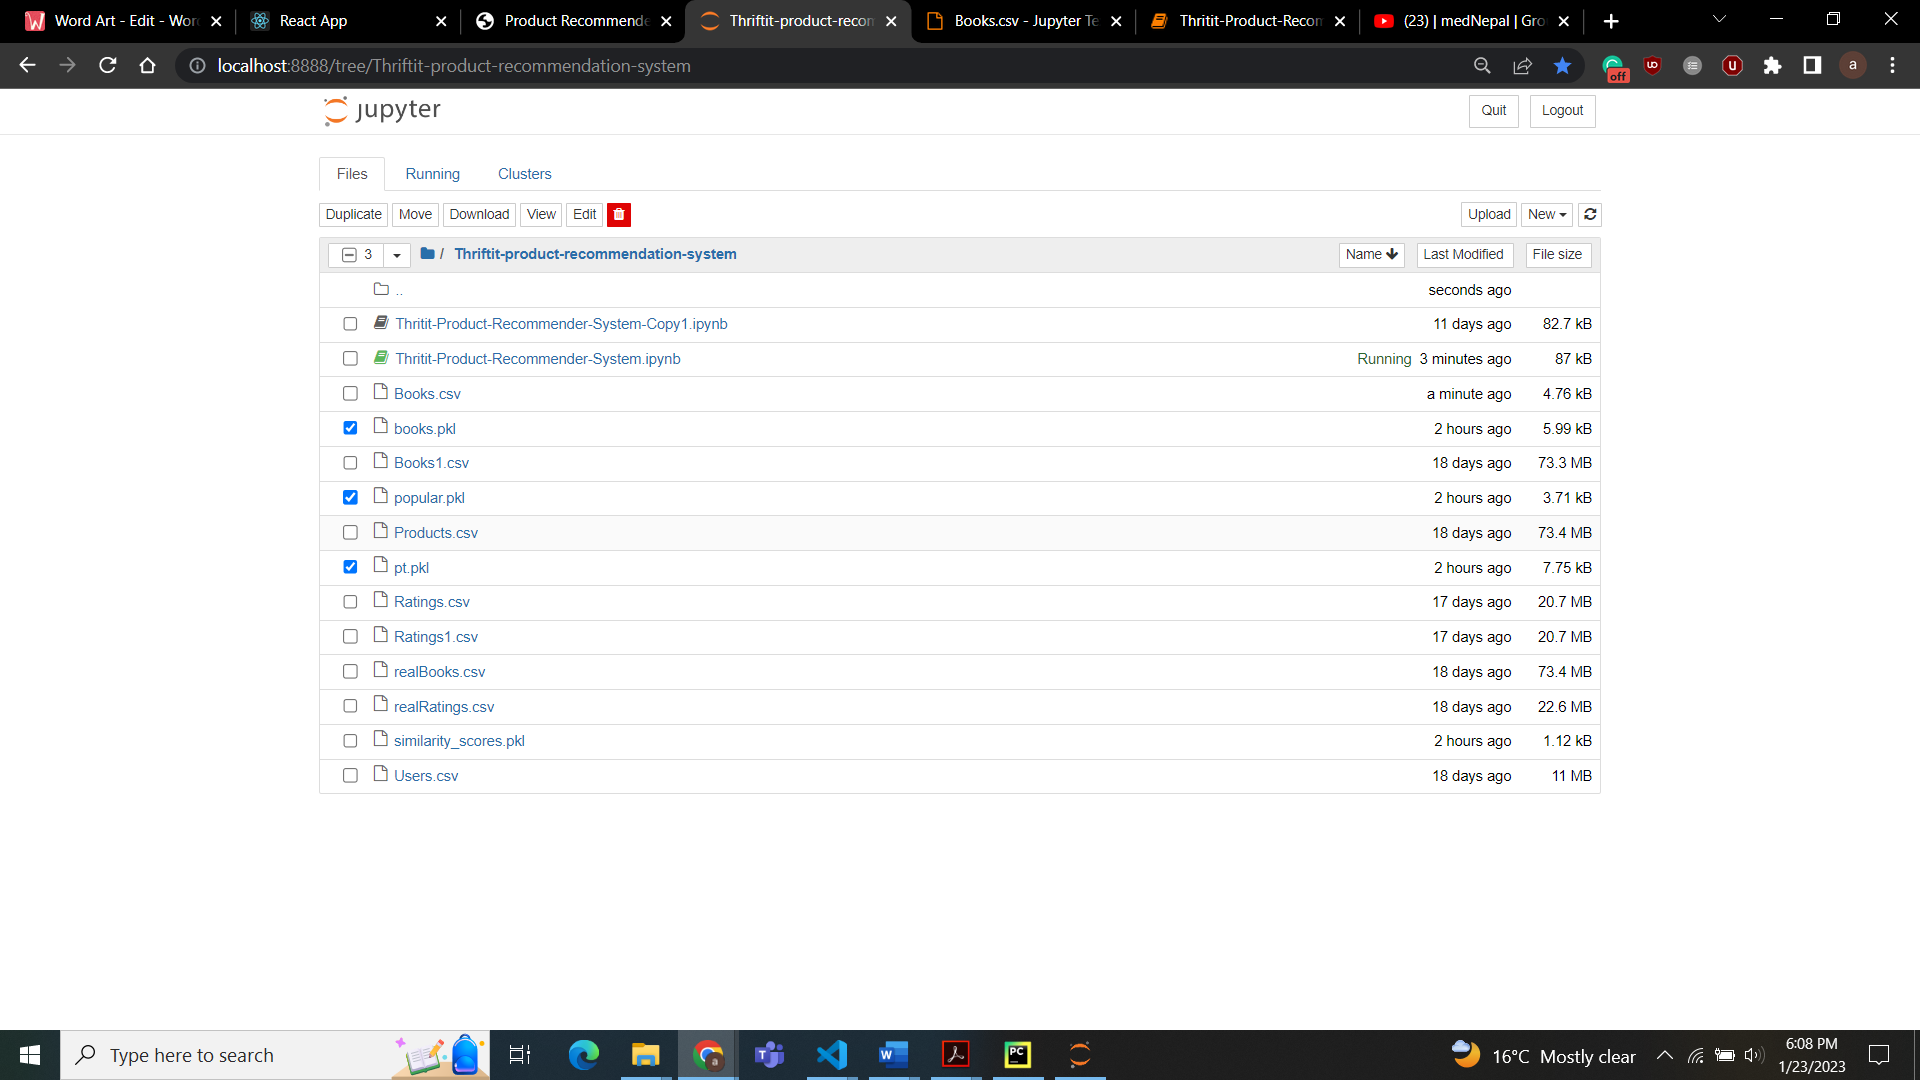 Word Art - Edit - Wor
React App
Product Recommende
Thriftit-product-recom
Books.csv - Jupyter Te
Thritit-Product-Recom
(23) | medNepal | Gro
localhost:8888/tree/Thriftit-product-recommendation-system
off
a
jupyter
Quit
Logout
Files
Running
Clusters
Duplicate
Move
Download
View
Edit
Upload
New
3
/
Thriftit-product-recommendation-system
Name
Last Modified
File size
..
seconds ago
Thritit-Product-Recommender-System-Copy1.ipynb
11 days ago
82.7 kB
Thritit-Product-Recommender-System.ipynb
Running
3 minutes ago
87 kB
Books.csv
a minute ago
4.76 kB
books.pkl
2 hours ago
5.99 kB
Books1.csv
18 days ago
73.3 MB
popular.pkl
2 hours ago
3.71 kB
Products.csv
18 days ago
73.4 MB
pt.pkl
2 hours ago
7.75 kB
Ratings.csv
17 days ago
20.7 MB
Ratings1.csv
17 days ago
20.7 MB
realBooks.csv
18 days ago
73.4 MB
realRatings.csv
18 days ago
22.6 MB
similarity_scores.pkl
2 hours ago
1.12 kB
Users.csv
18 days ago
11 MB
Type here to search
16°C Mostly clear
6:08 PM
1/23/2023